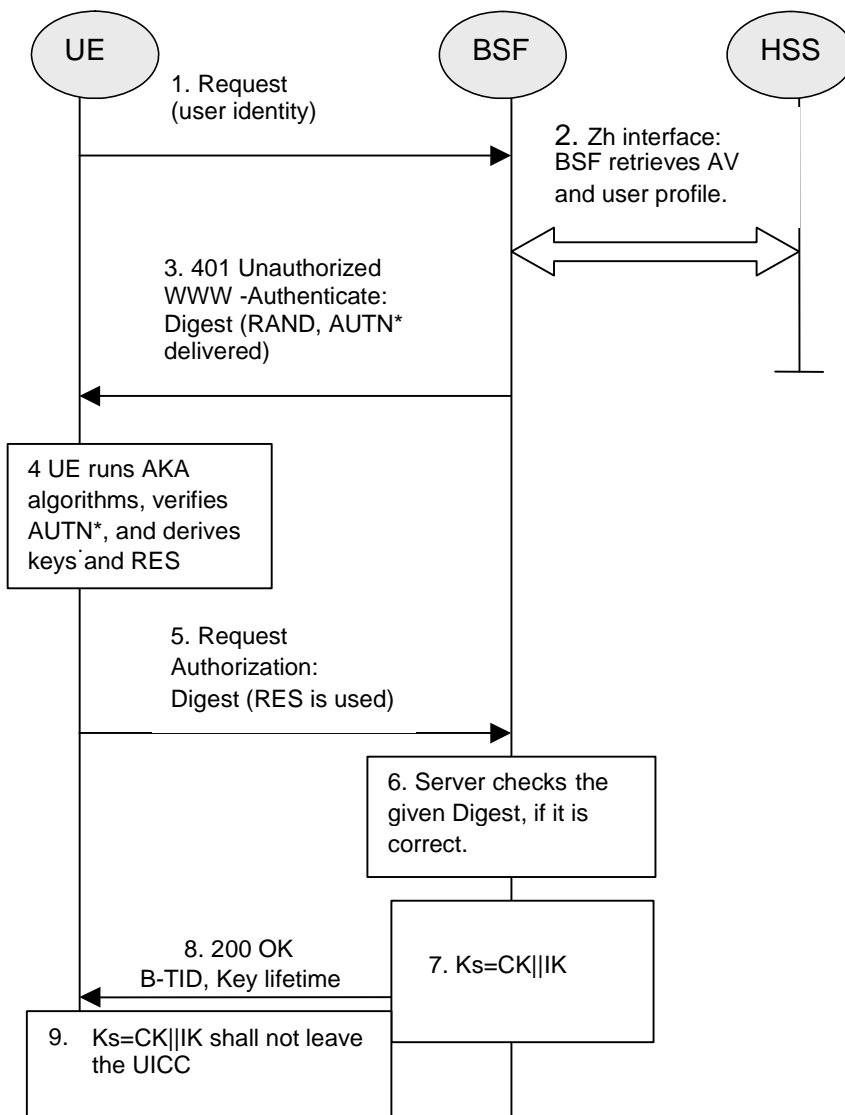 UE
BSF
HSS
1. Request
(user identity)
2. Zh interface:
BSF retrieves AV
and user profile.
3. 401 Unauthorized
WWW -Authenticate:
Digest (RAND, AUTN*
delivered)
4 UE runs AKA
algorithms, verifies
AUTN*, and derives
keys and RES
5. Request
Authorization:
Digest (RES is used)
6. Server checks the
given Digest, if it is
correct.
7. Ks=CK||IK
8. 200 OK
B-TID, Key lifetime
9. Ks=CK||IK shall not leave
the UICC